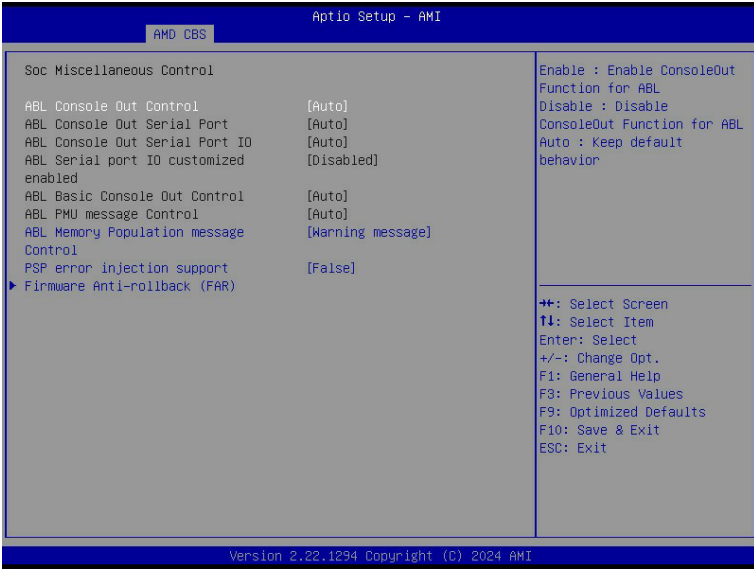 Aptio Setup – AMI
AMD CBS
Soc Miscellaneous Control
ABL Console Out Control [Auto]
ABL Console Out Serial Port [Auto]
ABL Console Out Serial Port IO [Auto]
ABL Serial port IO customized [Disabled]
enabled
ABL Basic Console Out Control [Auto]
ABL PMU message Control [Auto]
ABL Memory Population message [Warning message]
Control
PSP error injection support [False]
Firmware Anti-rollback (FAR)
Enable : Enable ConsoleOut
Function for ABL
Disable : Disable
ConsoleOut Function for ABL
Auto : Keep default
behavior
→←: Select Screen
↑↓: Select Item
Enter: Select
+/-: Change Opt.
F1: General Help
F3: Previous Values
F9: Optimized Defaults
F10: Save & Exit
ESC: Exit
Version 2.22.1294 Copyright (C) 2024 AMI